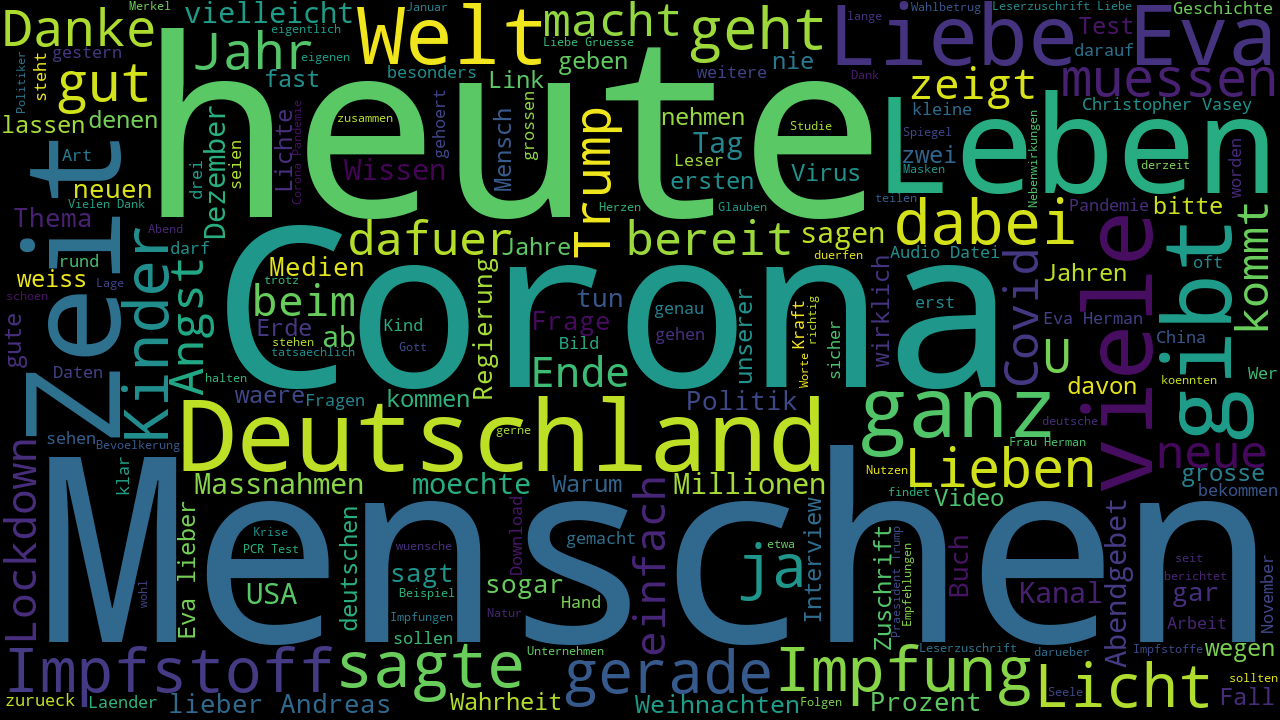 Merkel
Danke
vielleicht
eigentlich
Januar
Welt
macht
Leserzuschrift Liebe
Wahlbetrug
lange
Liebe
Test
Eva
Geschichte
Jahr
eigenen
Liebe Gruesse
geht
darauf
gestern
Politiker
steht
gut
fast
besonders
Link
geben
weitere
nie
Dank
zeigt
muessen
lassen
denen
heute
zusammen
grossen
nehmen
Studie
kleine
Christopher Vasey
Leben
Art
Dezember
drei
seien
Lichte
Corona Pandemie
Wissen
gehoert
Mensch
Trump
Tag
Leser
ersten
Virus
Spiegel
zwei
Masken
Nebenwirkungen
derzeit
worden
neuen
Vielen Dank
Zeit
Herzen
Glauben
teilen
Pandemie
bitte
Thema
Abend
darf
dafuer
Jahre
bereit
sagen
dabei
rund
weiss
Lage
Kinder
Angst
Medien
trotz
duerfen
Audio Datei
Jahren
oft
kommt
schoen
gute
beim
Corona
tun
genau
Kraft
richtig
wirklich
erst
Covid
Eva Herman
viele
gibt
China
Erde
ab
Kind
stehen
tatsaechlich
Gott
Regierung
Frage
gehen
unserer
Worte
sicher
U
Daten
halten
Bild
Ende
davon
koennten
Wer
waere
Fragen
kommen
Politik
ganz
deutsche
sehen
Bevoelkerung
Deutschland
gerne
Frau Herman
neue
Lockdown
klar
Massnahmen
moechte
Warum
Millionen
Nutzen
Lieben
grosse
findet
Video
bekommen
Menschen
Eva lieber
Krise
PCR Test
deutschen
wuensche
Download
gemacht
einfach
etwa
ja
Interview
Zuschrift
Praesident Trump
Empfehlungen
Buch
Abendgebet
seit
berichtet
November
wohl
USA
sagt
Beispiel
sogar
Hand
Kanal
gar
Impfungen
Natur
Arbeit
sollen
Unternehmen
Leserzuschrift
darueber
Impfstoffe
wegen
Impfstoff
sagte
gerade
Impfung
Licht
Seele
sollten
zurueck
Laender
lieber Andreas
Wahrheit
Weihnachten
Folgen
Prozent
Fall